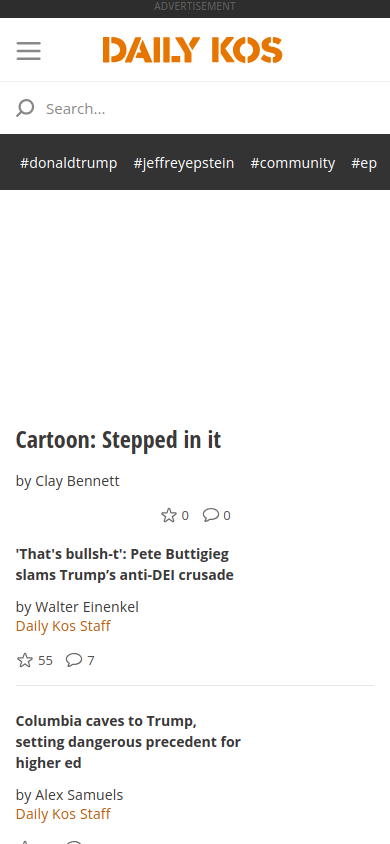 ADVERTISEMENT
DAILY KOS
Search...
#donaldtrump #jeffreyepstein #community #ep
Cartoon: Stepped in it
by Clay Bennett
0 0
'That's bullsh-t': Pete Buttigieg
slams Trump’s anti-DEI crusade
by Walter Einenkel
Daily Kos Staff
55 7
Columbia caves to Trump,
setting dangerous precedent for
higher ed
by Alex Samuels
Daily Kos Staff